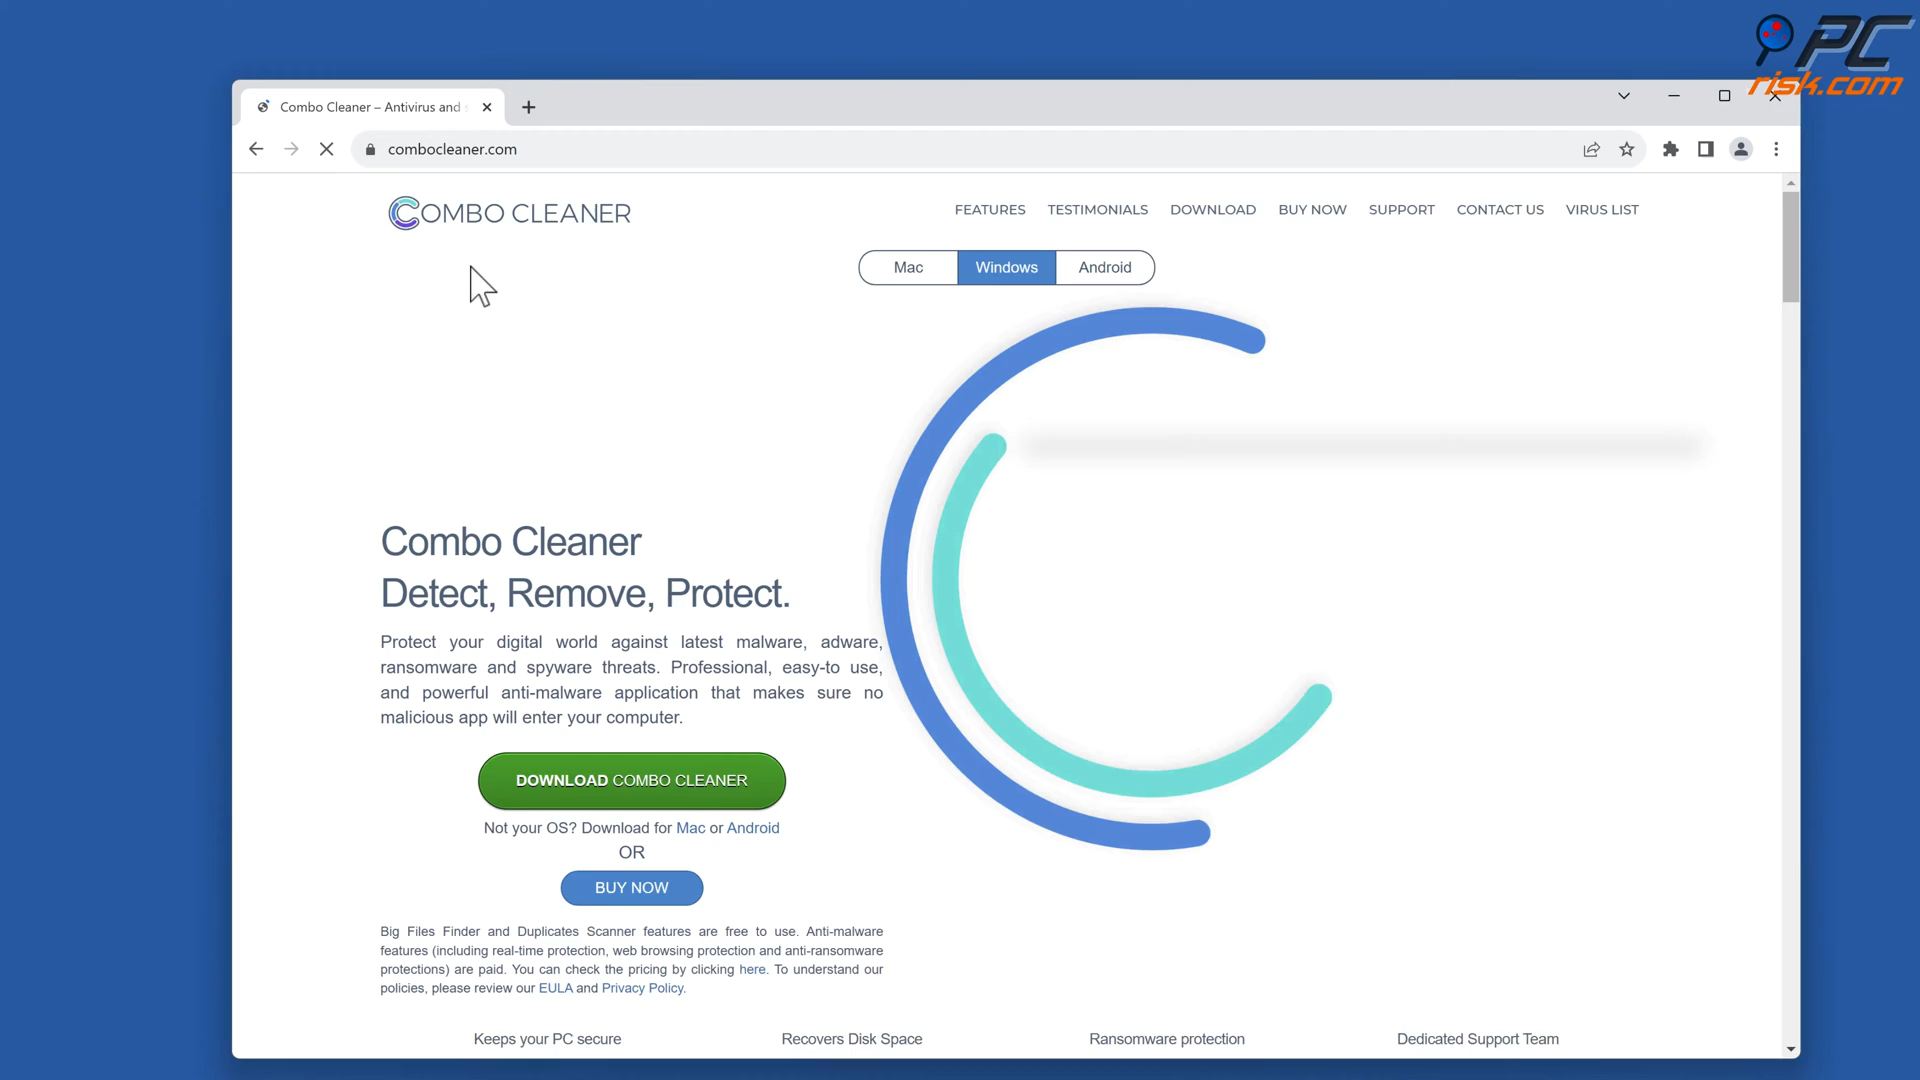 PC
risk.com
Combo Cleaner – Antivirus and
combocleaner.com
COMBO CLEANER
FEATURES TESTIMONIALS DOWNLOAD BUY NOW SUPPORT CONTACT US VIRUS LIST
Mac Windows Android
Combo Cleaner
Detect, Remove, Protect.
Protect your digital world against latest malware, adware,
ransomware and spyware threats. Professional, easy-to use,
and powerful anti-malware application that makes sure no
malicious app will enter your computer.
DOWNLOAD COMBO CLEANER
Not your OS? Download for Mac or Android
OR
BUY NOW
Big Files Finder and Duplicates Scanner features are free to use. Anti-malware
features (including real-time protection, web browsing protection and anti-ransomware
protections) are paid. You can check the pricing by clicking here. To understand our
policies, please review our EULA and Privacy Policy.
Keeps your PC secure Recovers Disk Space Ransomware protection Dedicated Support Team